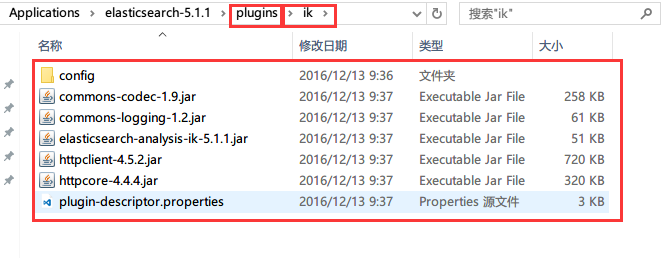 Applications > elasticsearch-5.1.1 > plugins > ik > 搜索"ik"
名称 修改日期 类型 大小
config 2016/12/13 9:36 文件夹
commons-codec-1.9.jar 2016/12/13 9:37 Executable Jar File 258 KB
commons-logging-1.2.jar 2016/12/13 9:37 Executable Jar File 61 KB
elasticsearch-analysis-ik-5.1.1.jar 2016/12/13 9:37 Executable Jar File 51 KB
httpclient-4.5.2.jar 2016/12/13 9:37 Executable Jar File 720 KB
httpcore-4.4.4.jar 2016/12/13 9:37 Executable Jar File 320 KB
plugin-descriptor.properties 2016/12/13 9:37 Properties 源文件 3 KB